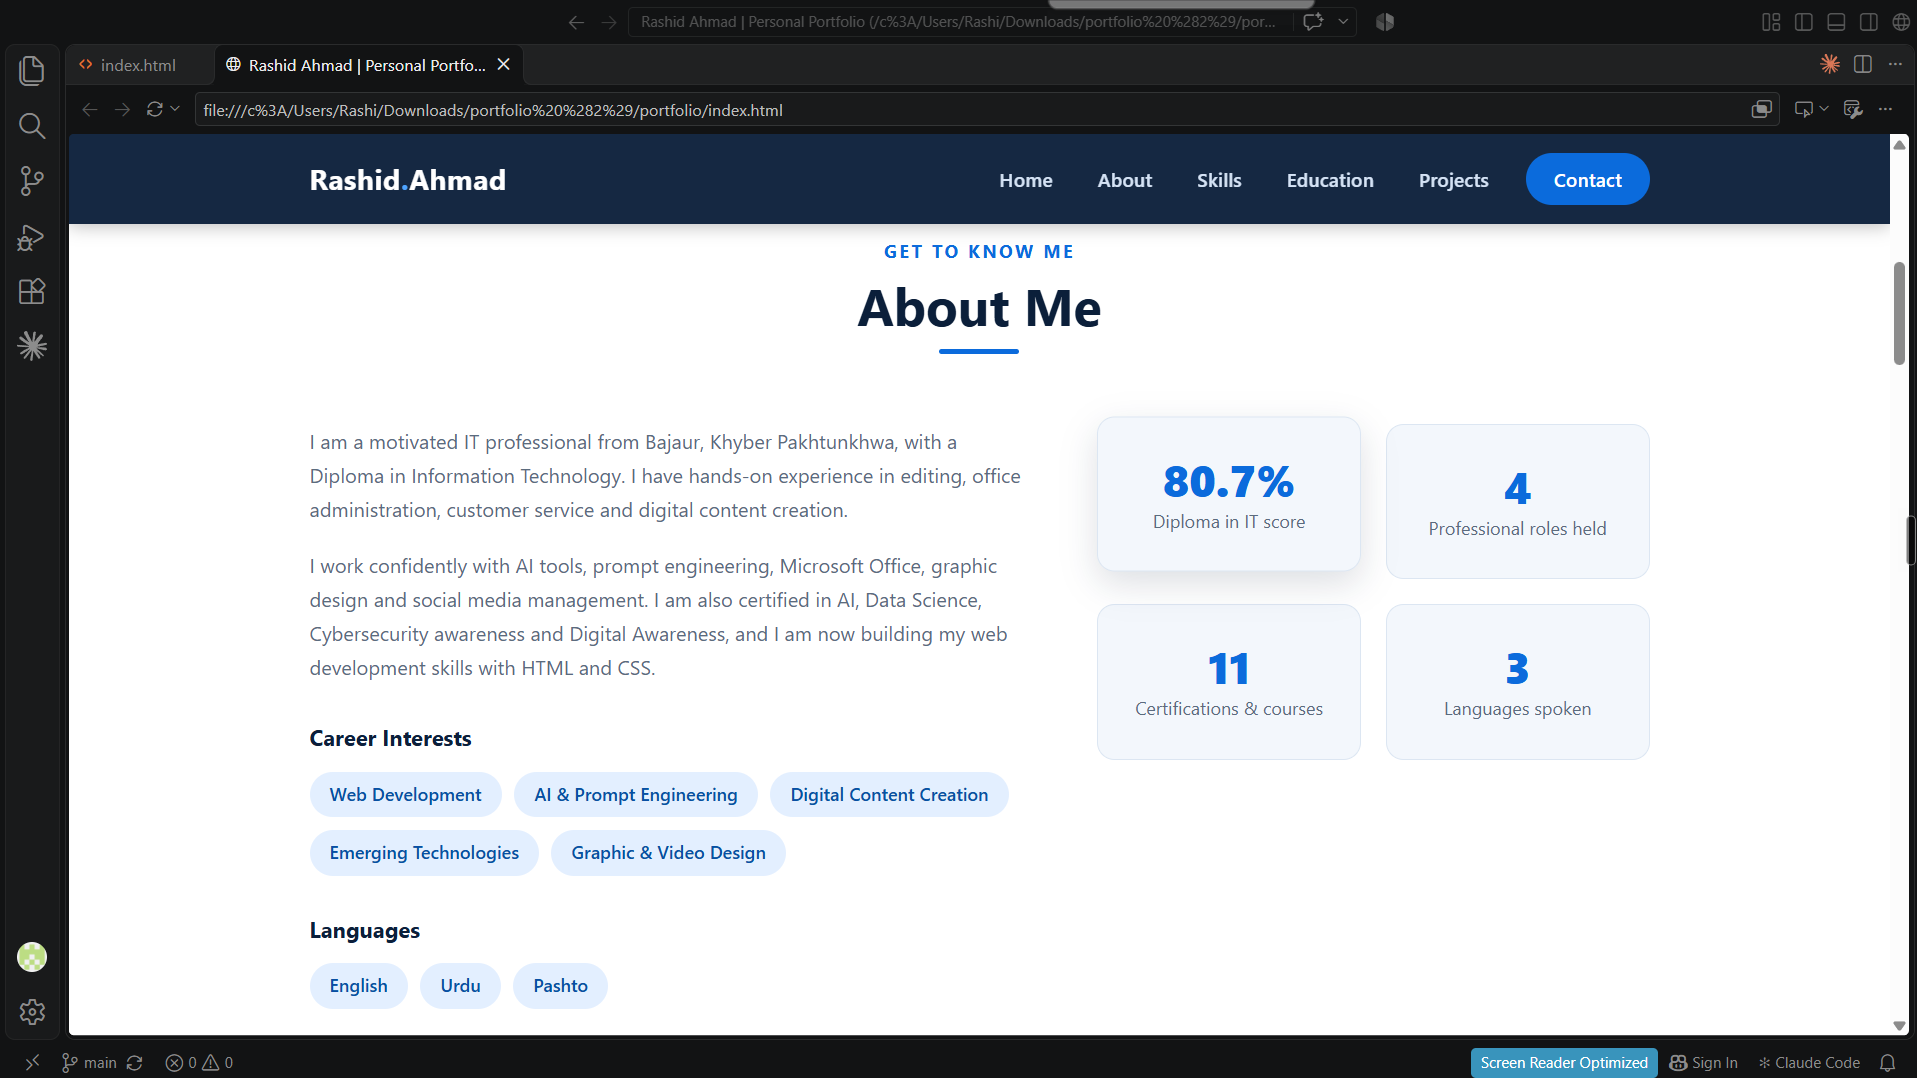 Rashid Ahmad | Personal Portfolio (/c%3A/Users/Rashi/Downloads/portfolio%20%282%29/por...
index.html
Rashid Ahmad | Personal Portfo...
file:///c%3A/Users/Rashi/Downloads/portfolio%20%282%29/portfolio/index.html
Rashid.Ahmad
Home
About
Skills
Education
Projects
Contact
GET TO KNOW ME
About Me
I am a motivated IT professional from Bajaur, Khyber Pakhtunkhwa, with a
Diploma in Information Technology. I have hands-on experience in editing, office
administration, customer service and digital content creation.
I work confidently with AI tools, prompt engineering, Microsoft Office, graphic
design and social media management. I am also certified in AI, Data Science,
Cybersecurity awareness and Digital Awareness, and I am now building my web
development skills with HTML and CSS.
80.7%
Diploma in IT score
4
Professional roles held
11
Certifications & courses
3
Languages spoken
Career Interests
Web Development
AI & Prompt Engineering
Digital Content Creation
Emerging Technologies
Graphic & Video Design
Languages
English
Urdu
Pashto
main
0
0
Screen Reader Optimized
Sign In
Claude Code